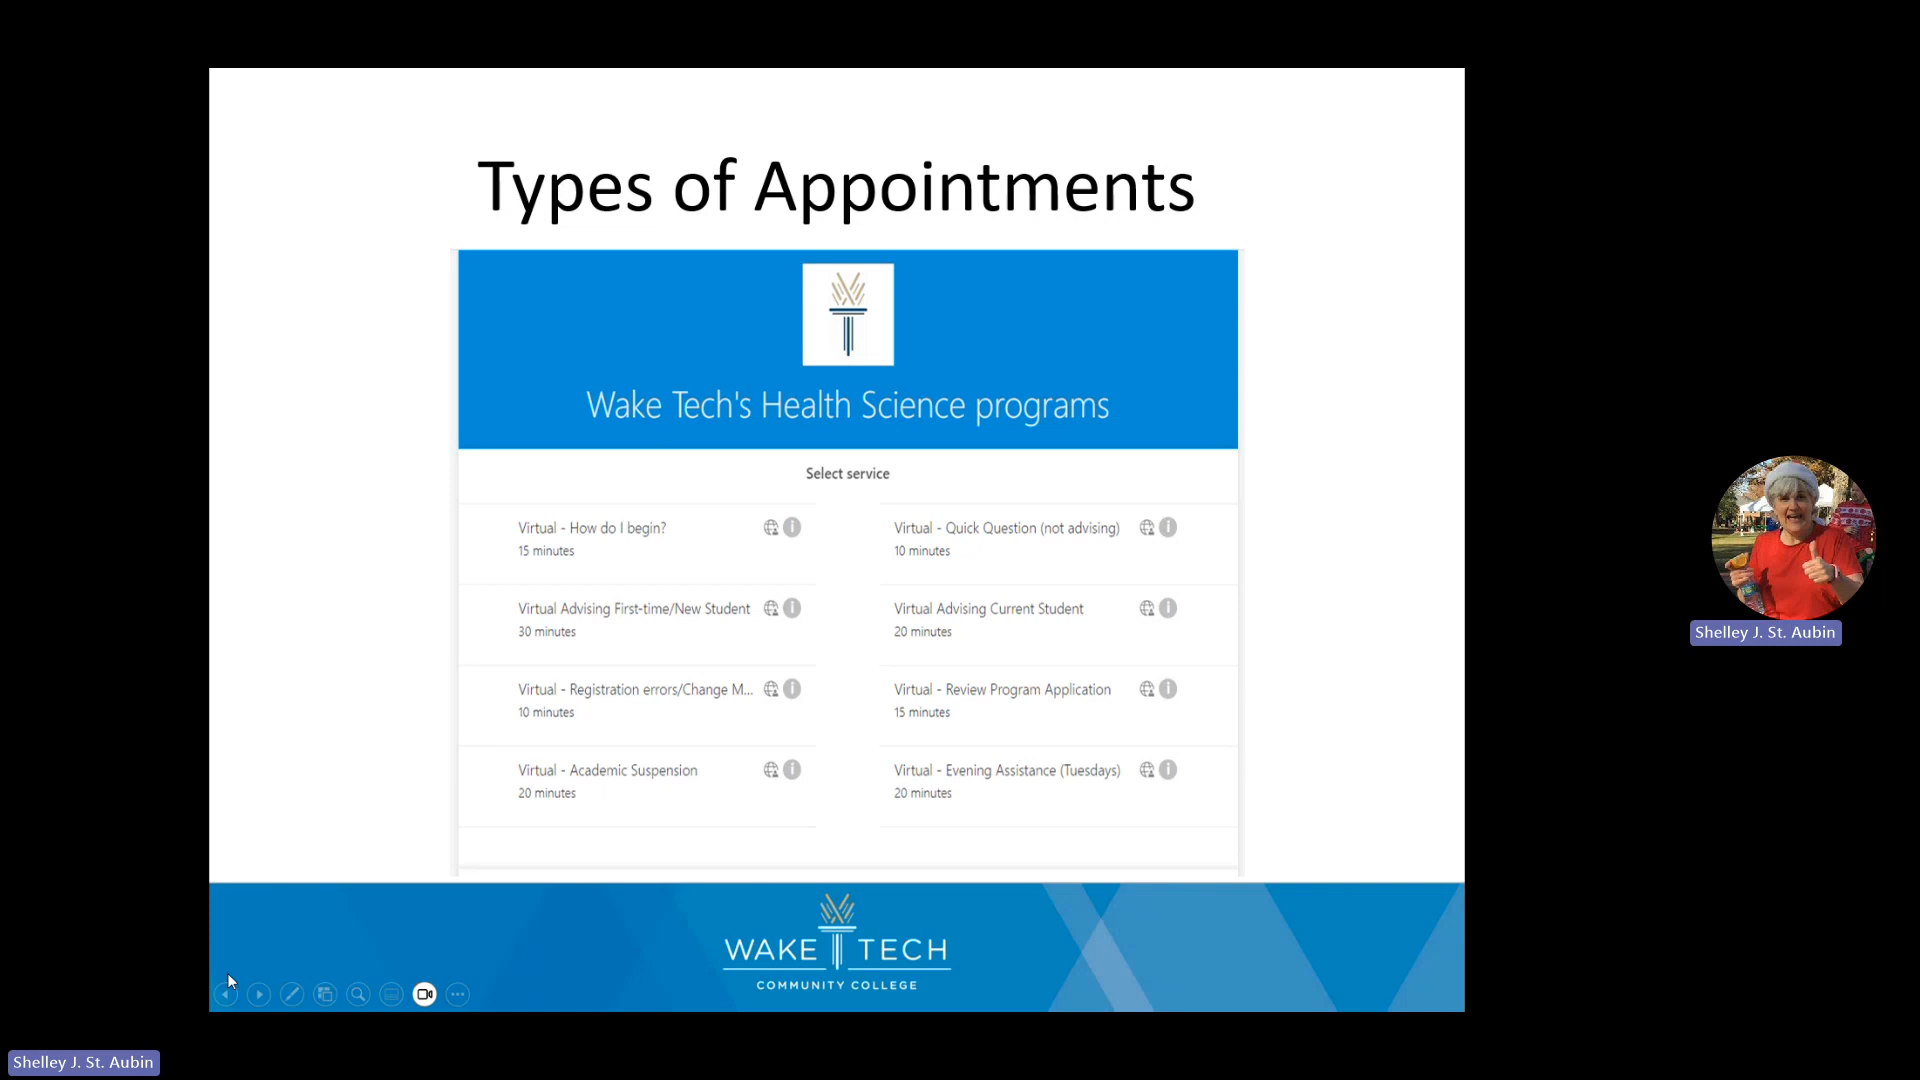 Types of Appointments
Wake Tech's Health Science programs
Select service
Virtual - How do I begin?
15 minutes
Virtual - Quick Question (not advising)
10 minutes
Virtual Advising First-time/New Student
30 minutes
Virtual Advising Current Student
20 minutes
Virtual - Registration errors/Change M...
10 minutes
Virtual - Review Program Application
15 minutes
Virtual - Academic Suspension
20 minutes
Virtual - Evening Assistance (Tuesdays)
20 minutes
WAKE TECH
COMMUNITY COLLEGE
Shelley J. St. Aubin
Shelley J. St. Aubin